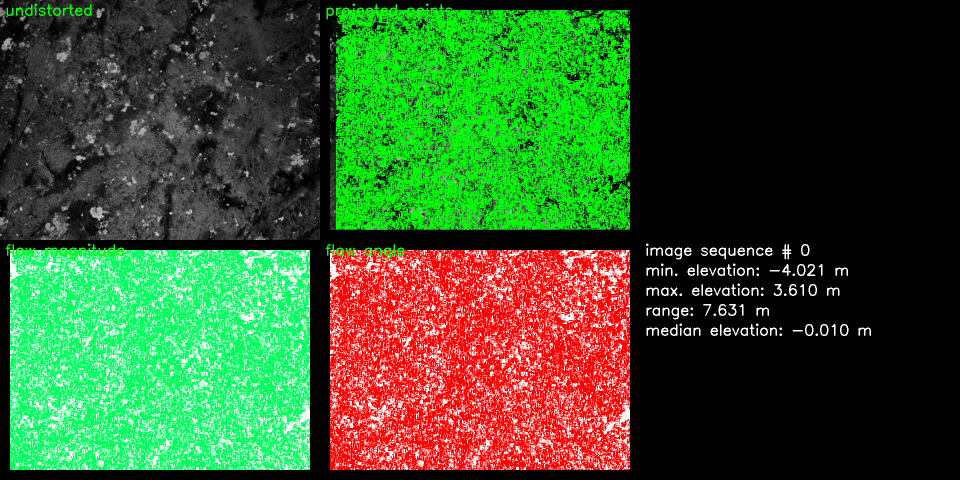 undistorted
projected points
flow magnitude
flow angle
image sequence # 0
min. elevation: −4.021 m
max. elevation: 3.610 m
range: 7.631 m
median elevation: −0.010 m